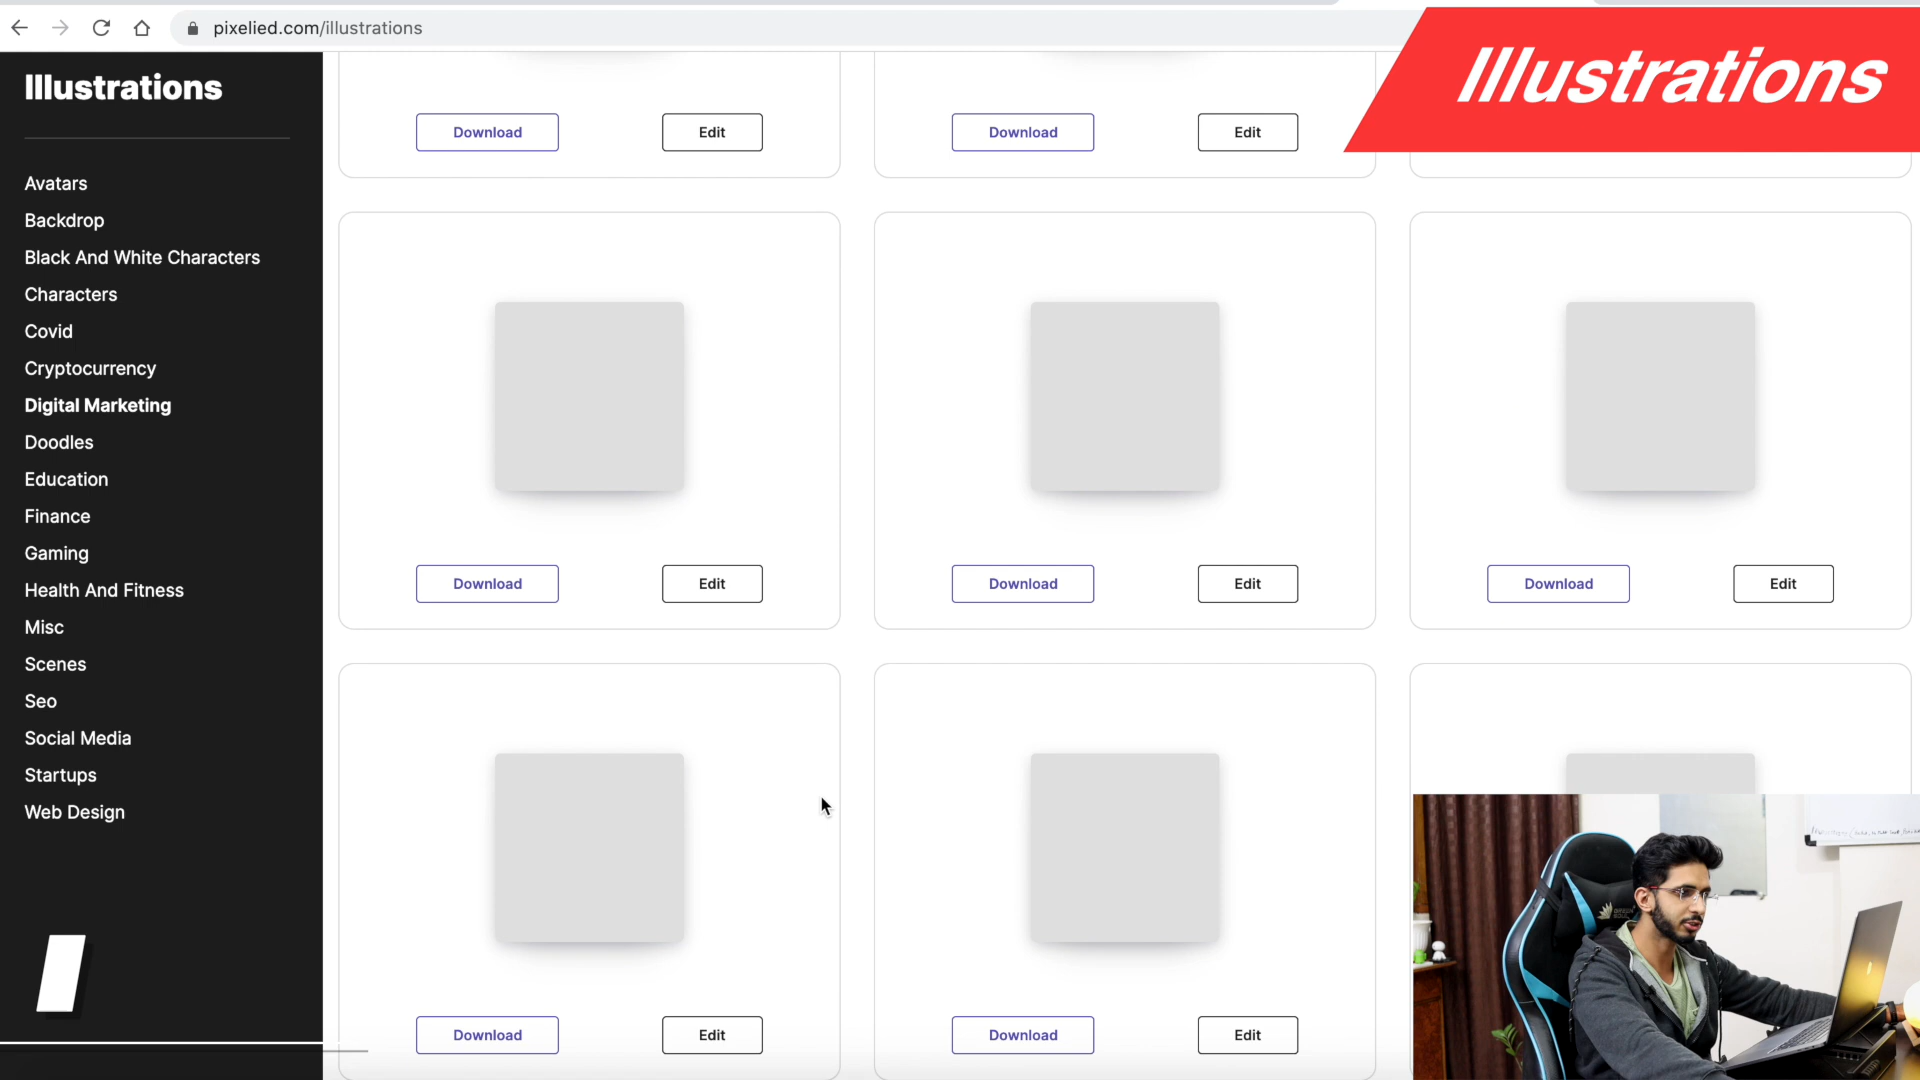 pixelied.com/illustrations
Illustrations
Illustrations
Download
Edit
Download
Edit
Avatars
Backdrop
Black And White Characters
Characters
Covid
Cryptocurrency
Digital Marketing
Doodles
Education
Finance
Gaming
Health And Fitness
Misc
Scenes
Seo
Social Media
Startups
Web Design
Download
Edit
Download
Edit
Download
Edit
Download
Edit
Download
Edit